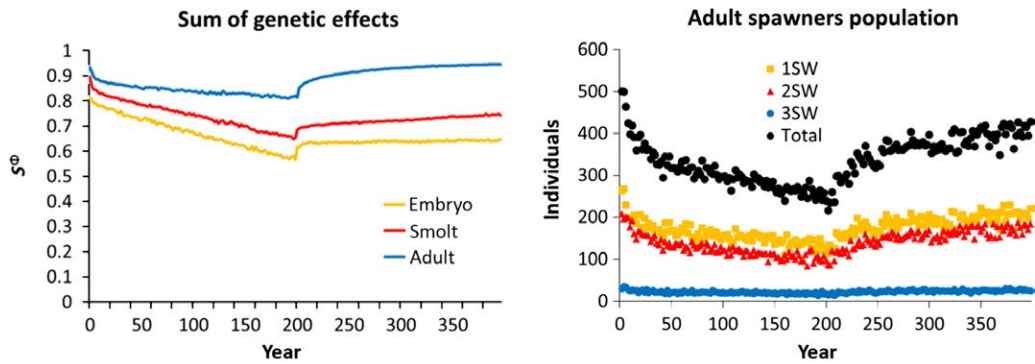 Sum of genetic effects
1
0.9
0.8
0.7
0.6
0.5
0.4
0.3
0.2
0.1
0
SΦ
Embryo
Smolt
Adult
0 50 100 150 200 250 300 350
Year
Adult spawners population
600
500
400
300
200
100
0
Individuals
1SW
2SW
3SW
Total
0 50 100 150 200 250 300 350
Year